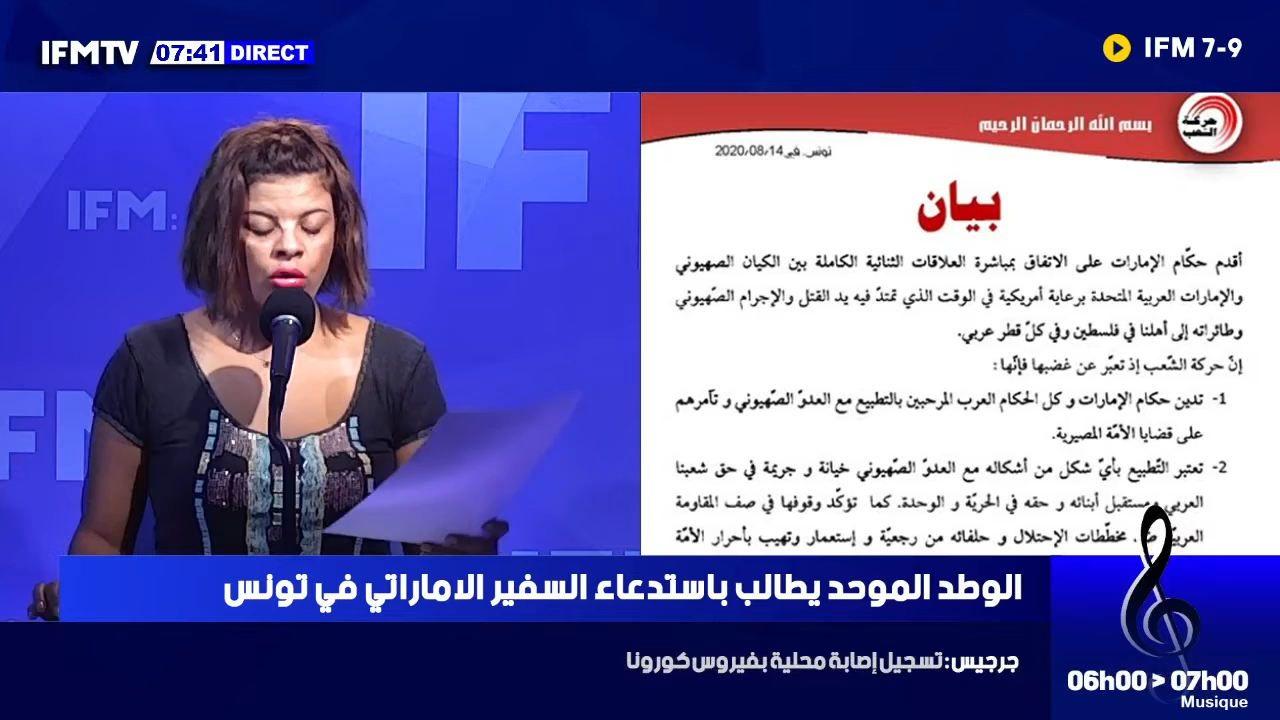 IFMTV 07:41 DIRECT
IFM 7-9
IFM:
IF
FM
حركة
الشعب
بسم الله الرحمان الرحيم
تونس، في 2020/08/14
بيان
أقدم حكّام الإمارات على الاتفاق بمباشرة العلاقات الثنائية الكاملة بين الكيان الصهيوني
والإمارات العربية المتحدة برعاية أمريكية في الوقت الذي تمتدّ فيه يد القتل والإجرام الصّهيوني
وطائراته إلى أهلنا في فلسطين وفي كلّ قطر عربي.
إنّ حركة الشّعب إذ تعبّر عن غضبها فإنّها :
1- تدين حكام الإمارات و كل الحكام العرب المرحبين بالتطبيع مع العدوّ الصّهيوني و تآمرهم
على قضايا الأمّة المصيرية.
2- تعتبر التّطبيع بأيّ شكل من أشكاله مع العدوّ الصّهيوني خيانة و جريمة في حق شعبنا
العربي ومستقبل أبنائه و حقه في الحريّة و الوحدة. كما تؤكّد وقوفها في صف المقاومة
مخطّطات الإحتلال و حلفائه من رجعيّة و إستعمار وتهيب بأحرار الأمّة
الوطد الموحد يطالب باستدعاء السفير الاماراتي في تونس
جرجيس: تسجيل إصابة محلية بفيروس كورونا
06h00 > 07h00
Musique